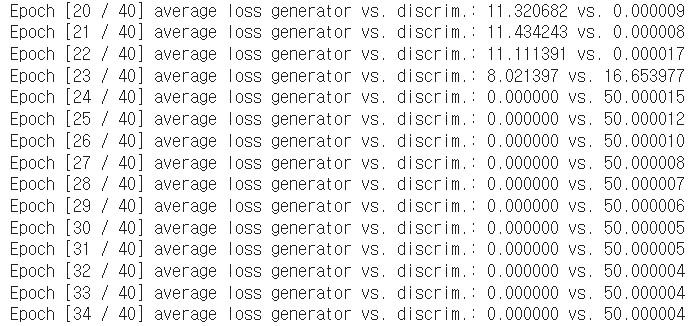 Epoch [20 / 40] average loss generator vs. discrim.: 11.320682 vs. 0.000009
Epoch [21 / 40] average loss generator vs. discrim.: 11.434243 vs. 0.000008
Epoch [22 / 40] average loss generator vs. discrim.: 11.111391 vs. 0.000017
Epoch [23 / 40] average loss generator vs. discrim.: 8.021397 vs. 16.653977
Epoch [24 / 40] average loss generator vs. discrim.: 0.000000 vs. 50.000015
Epoch [25 / 40] average loss generator vs. discrim.: 0.000000 vs. 50.000012
Epoch [26 / 40] average loss generator vs. discrim.: 0.000000 vs. 50.000010
Epoch [27 / 40] average loss generator vs. discrim.: 0.000000 vs. 50.000008
Epoch [28 / 40] average loss generator vs. discrim.: 0.000000 vs. 50.000007
Epoch [29 / 40] average loss generator vs. discrim.: 0.000000 vs. 50.000006
Epoch [30 / 40] average loss generator vs. discrim.: 0.000000 vs. 50.000005
Epoch [31 / 40] average loss generator vs. discrim.: 0.000000 vs. 50.000005
Epoch [32 / 40] average loss generator vs. discrim.: 0.000000 vs. 50.000004
Epoch [33 / 40] average loss generator vs. discrim.: 0.000000 vs. 50.000004
Epoch [34 / 40] average loss generator vs. discrim.: 0.000000 vs. 50.000004